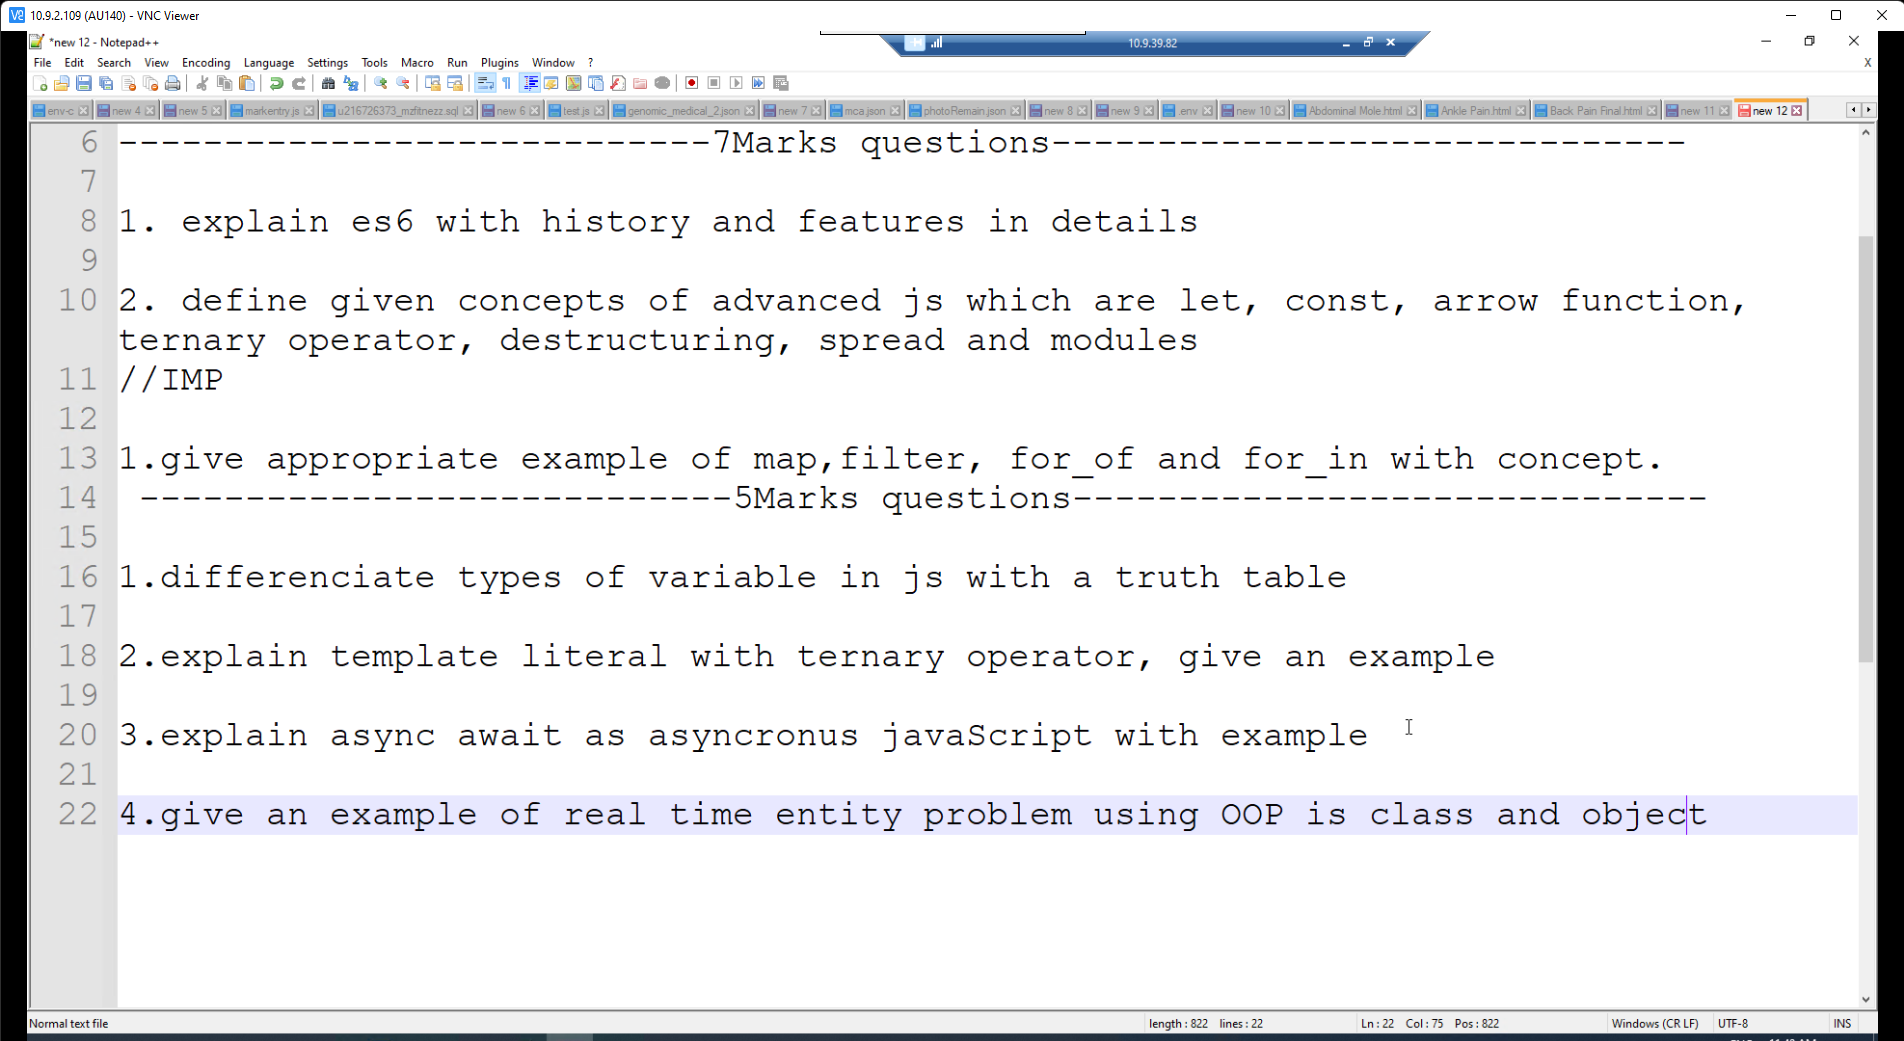 10.9.2.109 (AU140) - VNC Viewer
*new 12 - Notepad++
10.9.39.82
File Edit Search View Encoding Language Settings Tools Macro Run Plugins Window ? X
env-c new 4 new 5 markentry.js u216726373_mzfitnezz.sql new 6 test.js genomic_medical_2.json new 7 mca.json photoRemain.json new 8 new 9 .env new 10 Abdominal Mole.html Ankle Pain.html Back Pain Final.html new 11 new 12
6 ----------------------------7Marks questions------------------------------
7
8 1. explain es6 with history and features in details
9
10 2. define given concepts of advanced js which are let, const, arrow function,
ternary operator, destructuring, spread and modules
11 //IMP
12
13 1.give appropriate example of map,filter, for_of and for_in with concept.
14 ----------------------------5Marks questions------------------------------
15
16 1.differenciate types of variable in js with a truth table
17
18 2.explain template literal with ternary operator, give an example
19
20 3.explain async await as asyncronus javaScript with example
21
22 4.give an example of real time entity problem using OOP is class and object
Normal text file length : 822 lines : 22 Ln : 22 Col : 75 Pos : 822 Windows (CR LF) UTF-8 INS